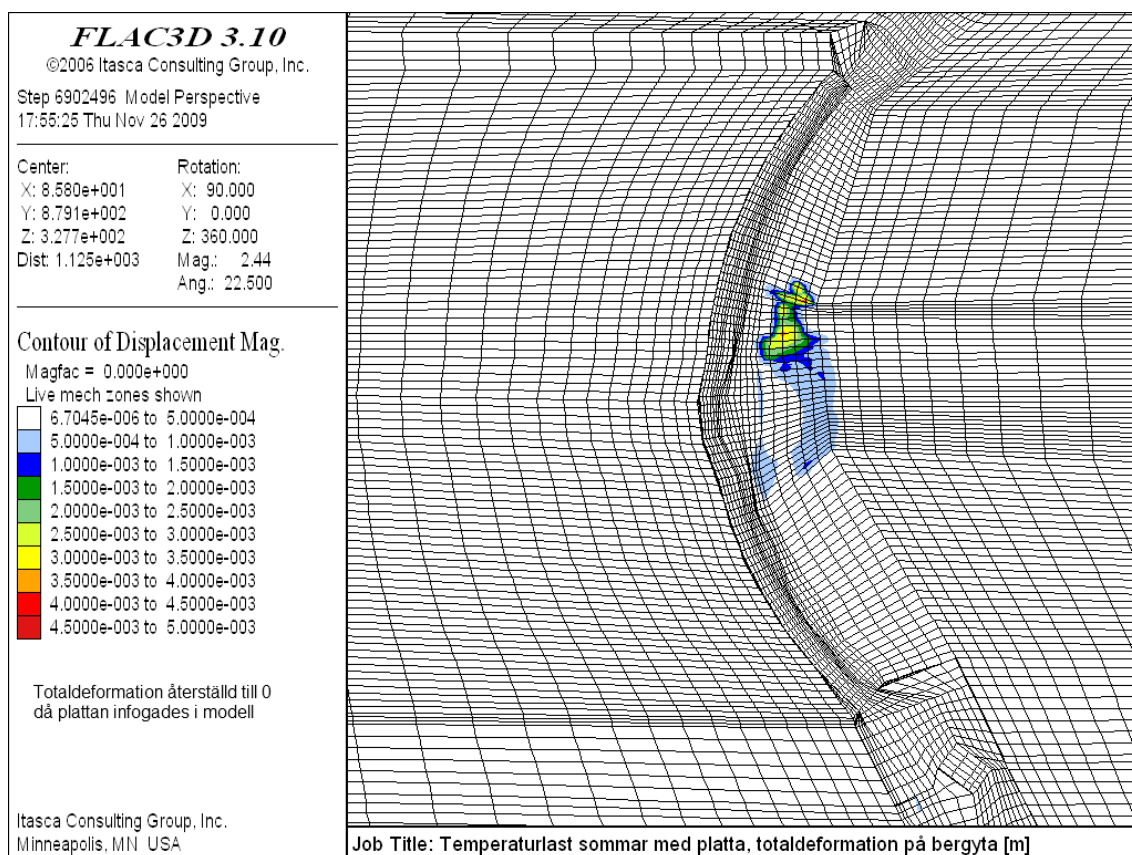 FLAC3D 3.10
©2006 Itasca Consulting Group, Inc.
Step 6902496 Model Perspective
17:55:25 Thu Nov 26 2009
Center: Rotation:
X: 8.580e+001 X: 90.000
Y: 8.791e+002 Y: 0.000
Z: 3.277e+002 Z: 360.000
Dist: 1.125e+003 Mag.: 2.44
Ang.: 22.500
Contour of Displacement Mag.
Magfac = 0.000e+000
Live mech zones shown
6.7045e-006 to 5.0000e-004
5.0000e-004 to 1.0000e-003
1.0000e-003 to 1.5000e-003
1.5000e-003 to 2.0000e-003
2.0000e-003 to 2.5000e-003
2.5000e-003 to 3.0000e-003
3.0000e-003 to 3.5000e-003
3.5000e-003 to 4.0000e-003
4.0000e-003 to 4.5000e-003
4.5000e-003 to 5.0000e-003
Totaldeformation återställd till 0
då plattan infogades i modell
Itasca Consulting Group, Inc.
Minneapolis, MN USA
Job Title: Temperaturlast sommar med platta, totaldeformation på bergyta [m]